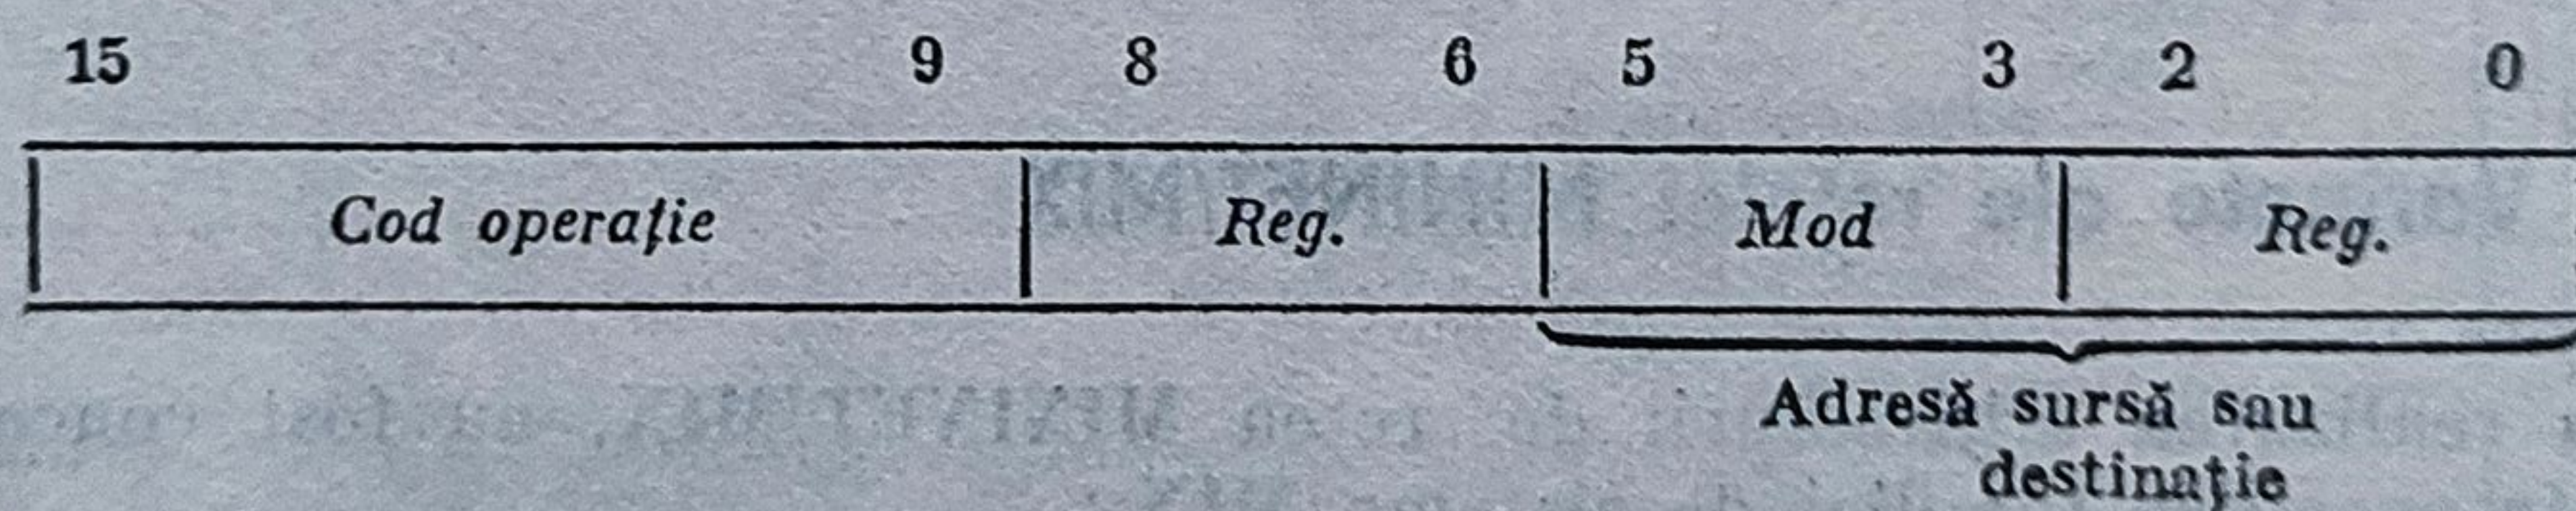 15 9 8 6 5 3 2 0
Cod operație Reg. Mod Reg.
Adresă sursă sau
destinație